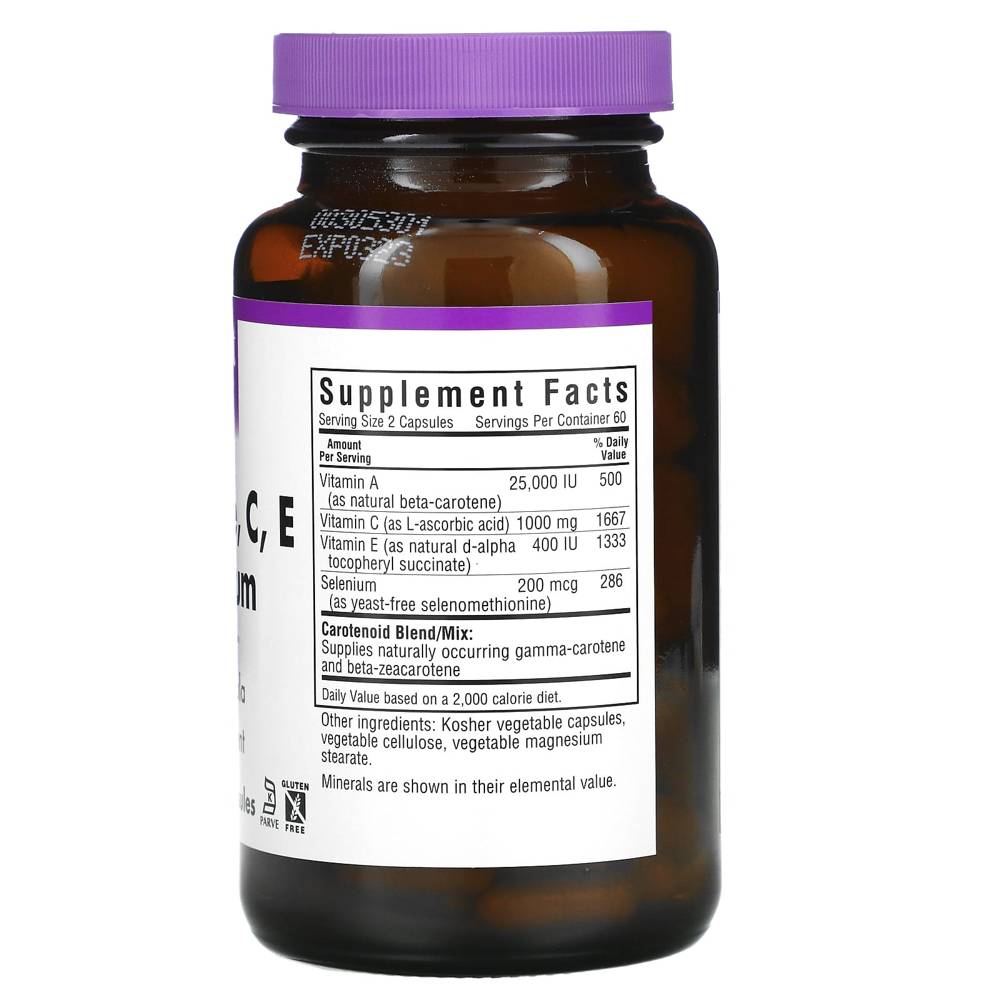 00305301
EXP0323
Supplement Facts
Serving Size 2 Capsules Servings Per Container 60
Amount Per Serving % Daily Value
Vitamin A 25,000 IU 500
(as natural beta-carotene)
Vitamin C (as L-ascorbic acid) 1000 mg 1667
Vitamin E (as natural d-alpha 400 IU 1333
tocopheryl succinate)
Selenium 200 mcg 286
(as yeast-free selenomethionine)
Carotenoid Blend/Mix:
Supplies naturally occurring gamma-carotene
and beta-zeacarotene
Daily Value based on a 2,000 calorie diet.
Other ingredients: Kosher vegetable capsules,
vegetable cellulose, vegetable magnesium
stearate.
Minerals are shown in their elemental value.
, C, E
K
PARVE
GLUTEN
FREE